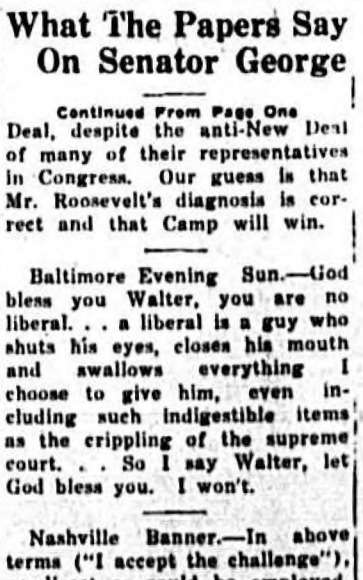 What The Papers Say
On Senator George
Continued From Page One
Deal, despite the anti-New Deal
of many of their representatives
in Congress. Our guess is that
Mr. Roosevelt's diagnosis is cor-
rect and that Camp will win.
Baltimore Evening Sun.—God
bless you Walter, you are no
liberal. . . a liberal is a guy who
shuts his eyes, closes his mouth
and swallows everything I
choose to give him, even in-
cluding such indigestible items
as the crippling of the supreme
court. . . So I say Walter, let
God bless you. I won't.
Nashville Banner.—In above
terms ("I accept the challenge"),